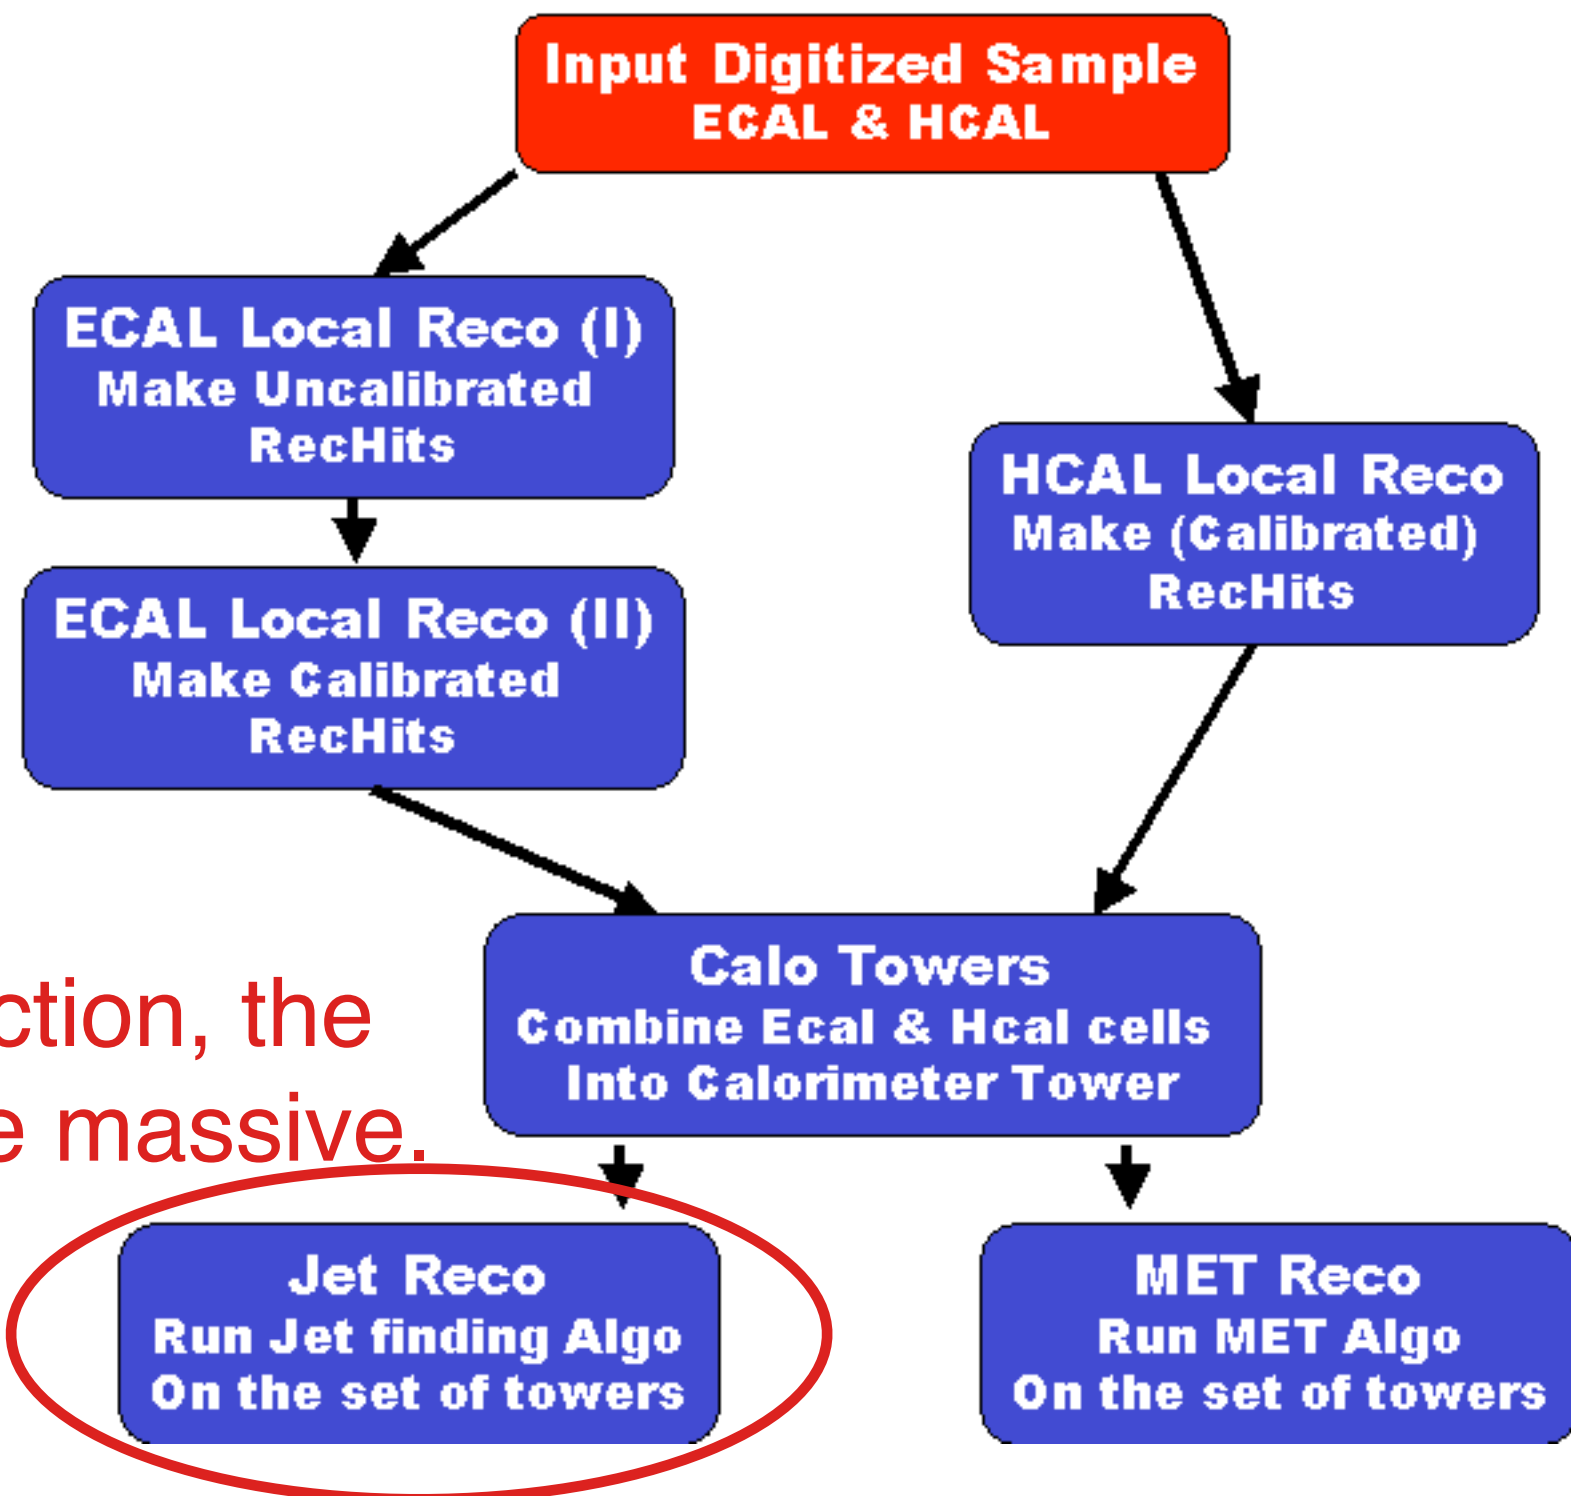 Input Digitized Sample
ECAL & HCAL
ECAL Local Reco (I)
Make Uncalibrated
RecHits
HCAL Local Reco
Make (Calibrated)
RecHits
ECAL Local Reco (II)
Make Calibrated
RecHits
Calo Towers
Combine Ecal & Hcal cells
Into Calorimeter Tower
ction, the
e massive.
Jet Reco
Run Jet finding Algo
On the set of towers
MET Reco
Run MET Algo
On the set of towers